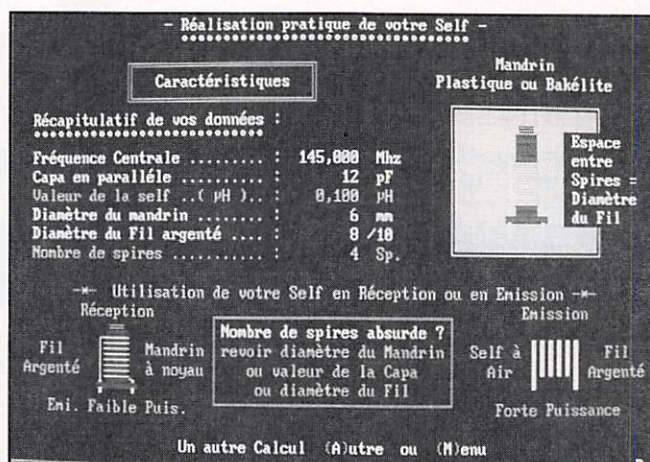 - Réalisation pratique de votre Self -
Caractéristiques
Mandrin
Plastique ou Bakélite
Récapitulatif de vos données :
Fréquence Centrale ......... : 145,000 Mhz
Capa en paralléle .......... : 12 pF
Valeur de la self ..( µH ).. : 0,100 µH
Diamètre du mandrin ........ : 6 mm
Diamètre du Fil argenté .... : 8 /10
Nombre de spires ........... : 4 Sp.
Espace
entre
Spires =
Diamètre
du Fil
-*- Utilisation de votre Self en Réception ou en Emission -*-
Réception
Emission
Fil
Argenté
Mandrin
à noyau
Emi. Faible Puis.
Nombre de spires absurde ?
revoir diamètre du Mandrin
ou valeur de la Capa
ou diamètre du Fil
Self à
Air
Fil
Argenté
Forte Puissance
Un autre Calcul (A)utre ou (M)enu